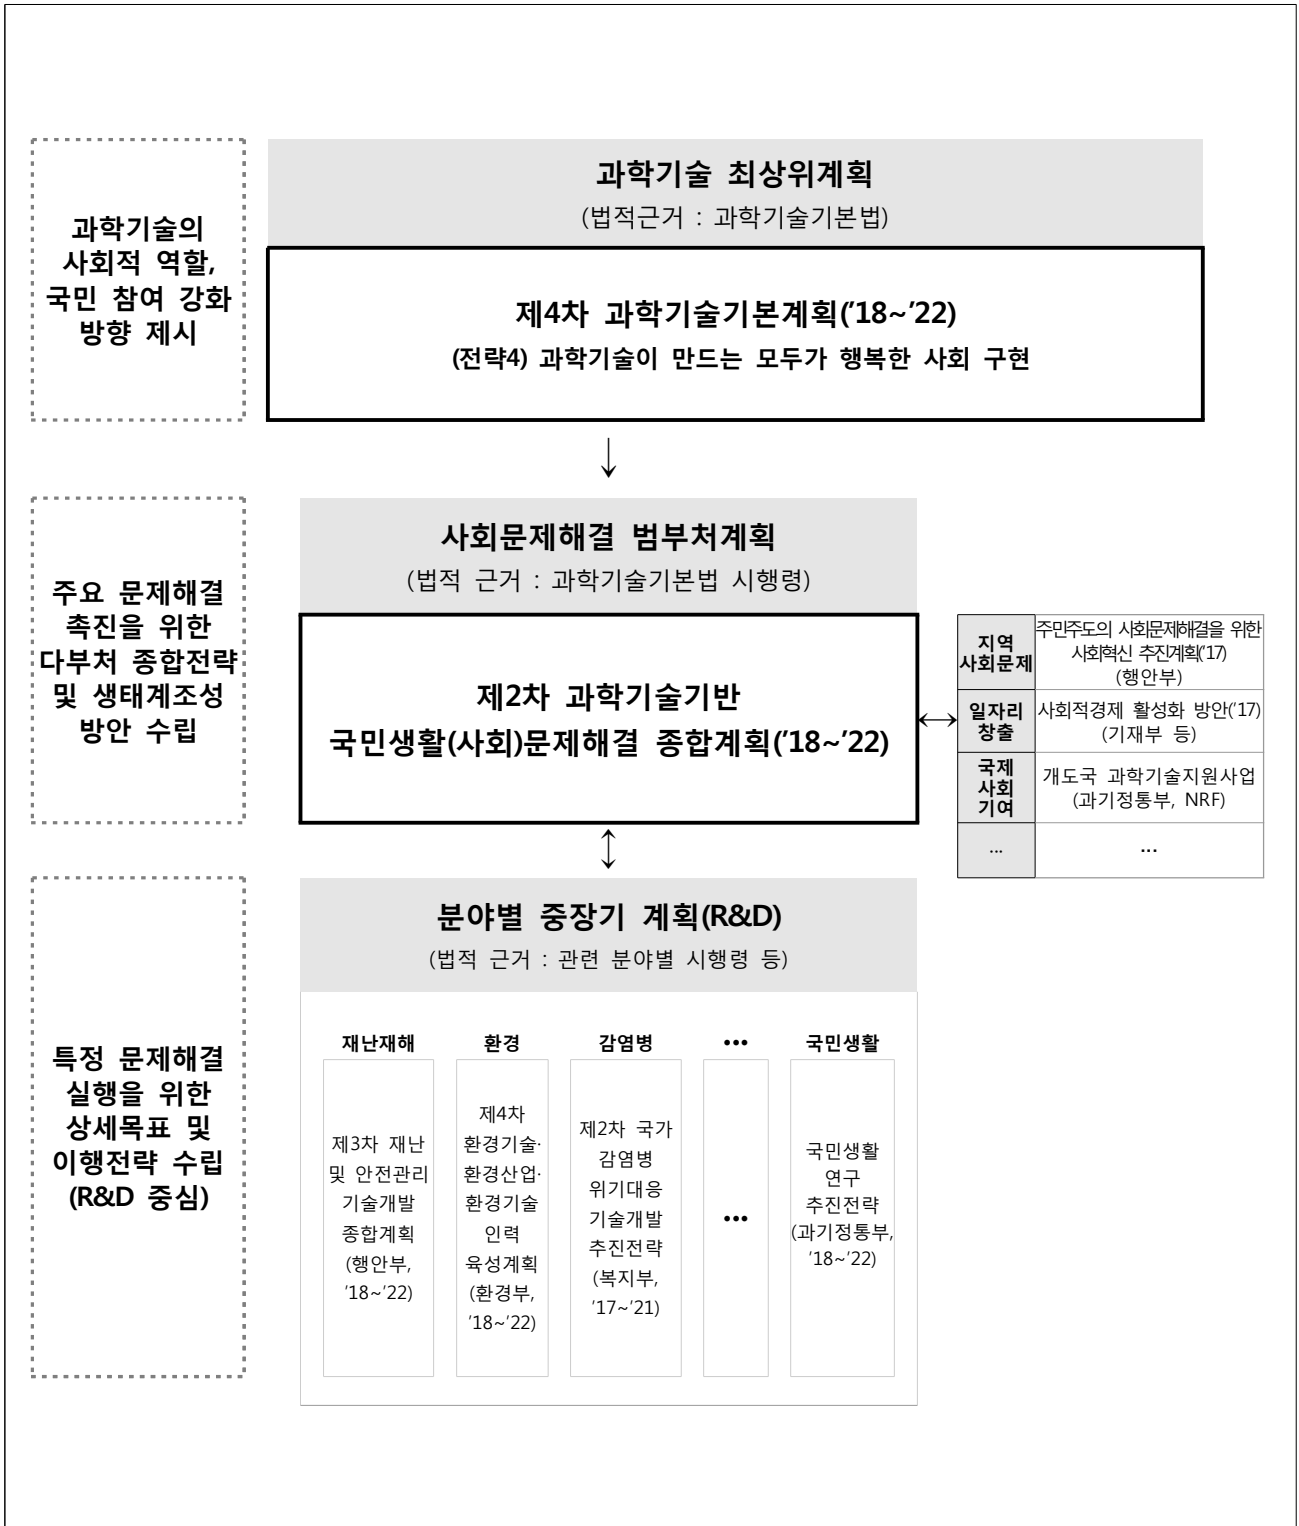 과학기술의
사회적 역할,
국민 참여 강화
방향 제시
과학기술 최상위계획
(법적근거 : 과학기술기본법)
제4차 과학기술기본계획(’18~’22)
(전략4) 과학기술이 만드는 모두가 행복한 사회 구현
↓
주요 문제해결
촉진을 위한
다부처 종합전략
및 생태계조성
방안 수립
사회문제해결 범부처계획
(법적 근거 : 과학기술기본법 시행령)
제2차 과학기술기반
국민생활(사회)문제해결 종합계획(’18~’22)
↔
지역
사회문제
주민주도의 사회문제해결을 위한
사회혁신 추진계획(’17)
(행안부)
일자리
창출
사회적경제 활성화 방안(’17)
(기재부 등)
국제
사회
기여
개도국 과학기술지원사업
(과기정통부, NRF)
...
...
↕
특정 문제해결
실행을 위한
상세목표 및
이행전략 수립
(R&D 중심)
분야별 중장기 계획(R&D)
(법적 근거 : 관련 분야별 시행령 등)
재난재해
제3차 재난
및 안전관리
기술개발
종합계획
(행안부,
’18~’22)
환경
제4차
환경기술·
환경산업·
환경기술
인력
육성계획
(환경부,
’18~’22)
감염병
제2차 국가
감염병
위기대응
기술개발
추진전략
(복지부,
’17~’21)
•••
•••
국민생활
국민생활
연구
추진전략
(과기정통부,
’18~’22)